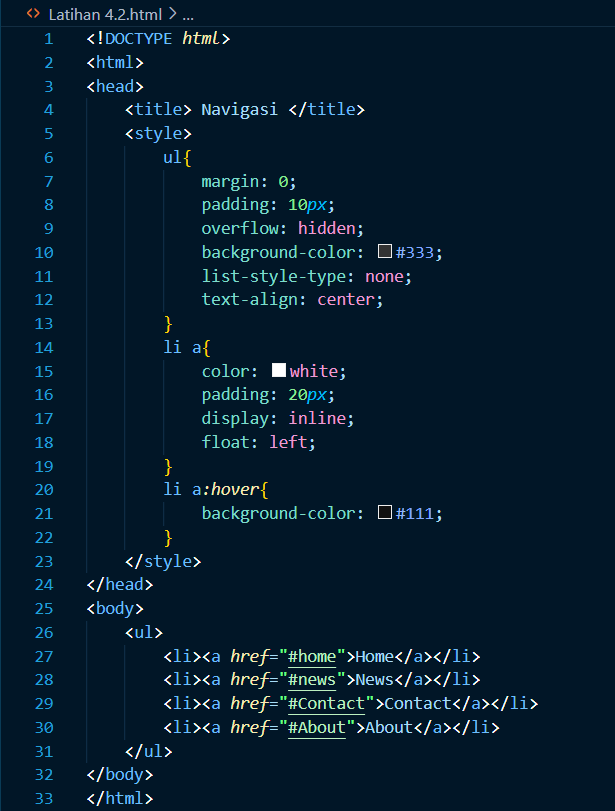 <> Latihan 4.2.html > ...
1 <!DOCTYPE html>
2 <html>
3 <head>
4     <title> Navigasi </title>
5     <style>
6         ul{
7             margin: 0;
8             padding: 10px;
9             overflow: hidden;
10             background-color: #333;
11             list-style-type: none;
12             text-align: center;
13         }
14         li a{
15             color: white;
16             padding: 20px;
17             display: inline;
18             float: left;
19         }
20         li a:hover{
21             background-color: #111;
22         }
23     </style>
24 </head>
25 <body>
26     <ul>
27         <li><a href="#home">Home</a></li>
28         <li><a href="#news">News</a></li>
29         <li><a href="#Contact">Contact</a></li>
30         <li><a href="#About">About</a></li>
31     </ul>
32 </body>
33 </html>